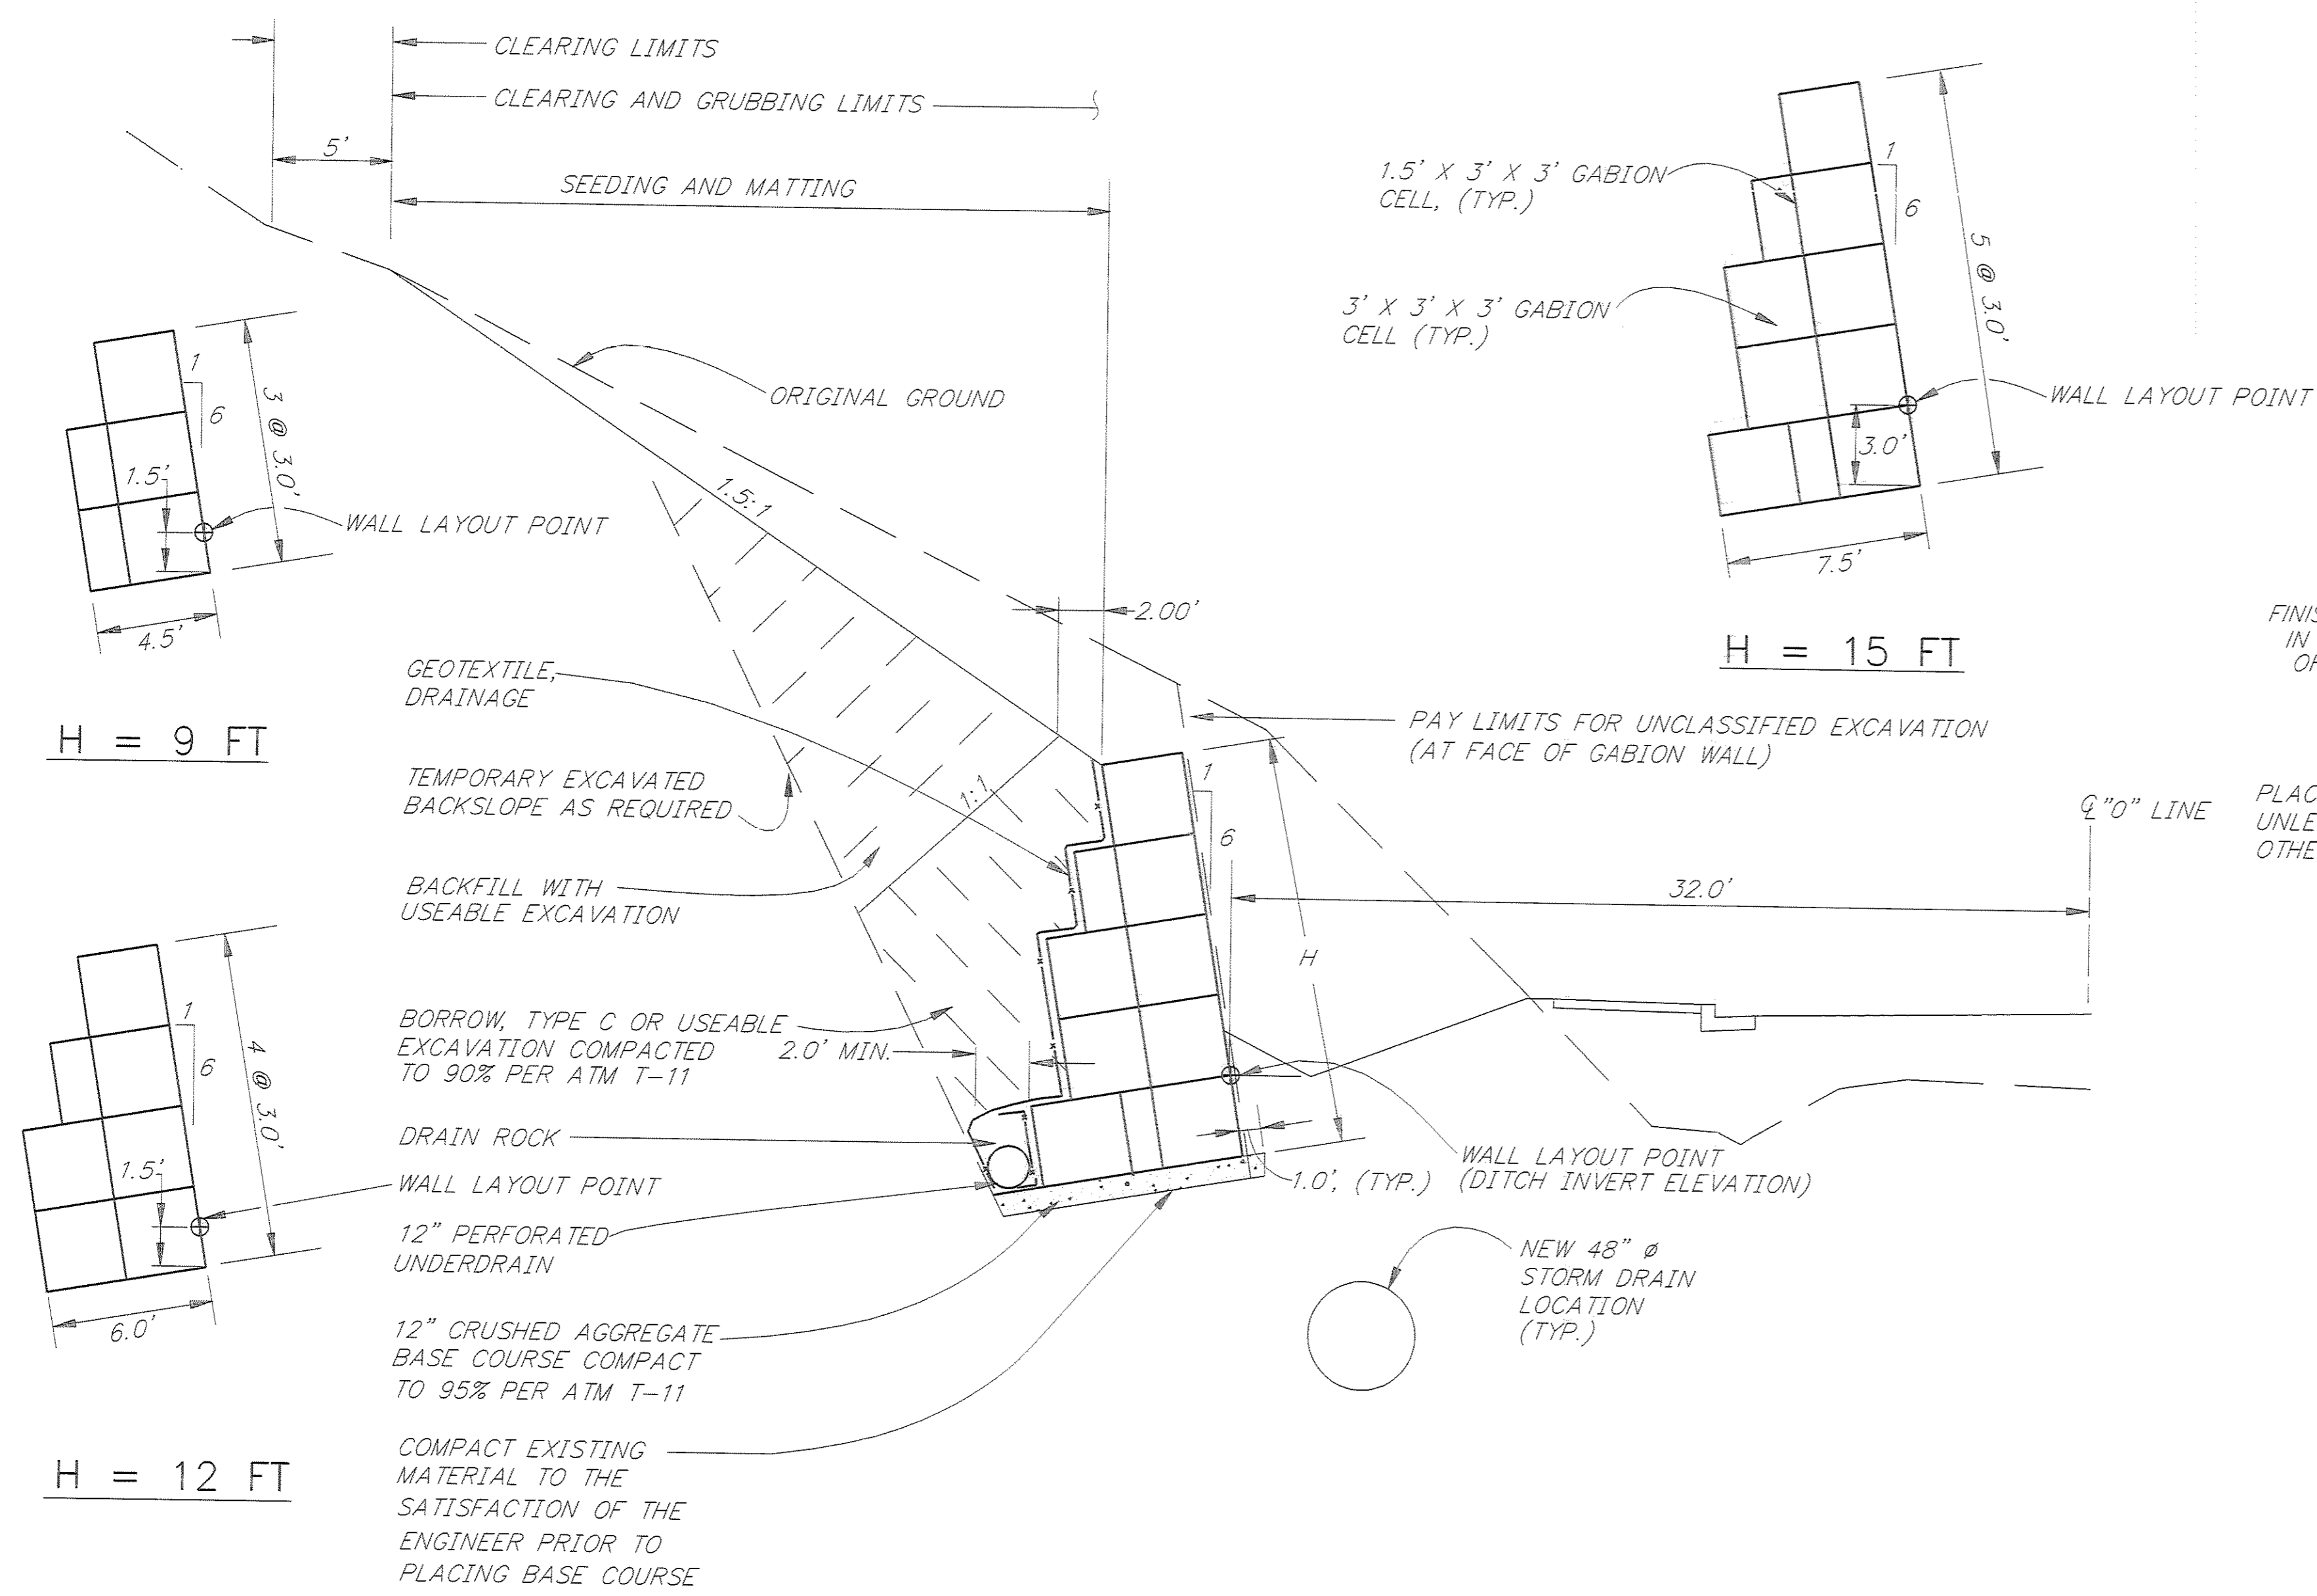 CLEARING LIMITS
CLEARING AND GRUBBING LIMITS
5'
SEEDING AND MATTING
1.5' X 3' X 3' GABION
CELL, (TYP.)
3' X 3' X 3' GABION
CELL (TYP.)
1
6
5 @ 3.0'
WALL LAYOUT POINT
3.0'
7.5'
H = 15 FT
1
6
3 @ 3.0'
1.5'
WALL LAYOUT POINT
4.5'
H = 9 FT
ORIGINAL GROUND
1.5:1
2.00'
GEOTEXTILE,
DRAINAGE
TEMPORARY EXCAVATED
BACKSLOPE AS REQUIRED
1:1
BACKFILL WITH
USEABLE EXCAVATION
PAY LIMITS FOR UNCLASSIFIED EXCAVATION
(AT FACE OF GABION WALL)
1
6
℄ "O" LINE
32.0'
H
FINIS
IN
OF
PLAC
UNLE
OTHE
BORROW, TYPE C OR USEABLE
EXCAVATION COMPACTED
TO 90% PER ATM T-11
2.0' MIN.
DRAIN ROCK
WALL LAYOUT POINT
1
6
4 @ 3.0'
1.5'
6.0'
H = 12 FT
12" PERFORATED
UNDERDRAIN
1.0', (TYP.)
WALL LAYOUT POINT
(DITCH INVERT ELEVATION)
12" CRUSHED AGGREGATE
BASE COURSE COMPACT
TO 95% PER ATM T-11
NEW 48" ø
STORM DRAIN
LOCATION
(TYP.)
COMPACT EXISTING
MATERIAL TO THE
SATISFACTION OF THE
ENGINEER PRIOR TO
PLACING BASE COURSE